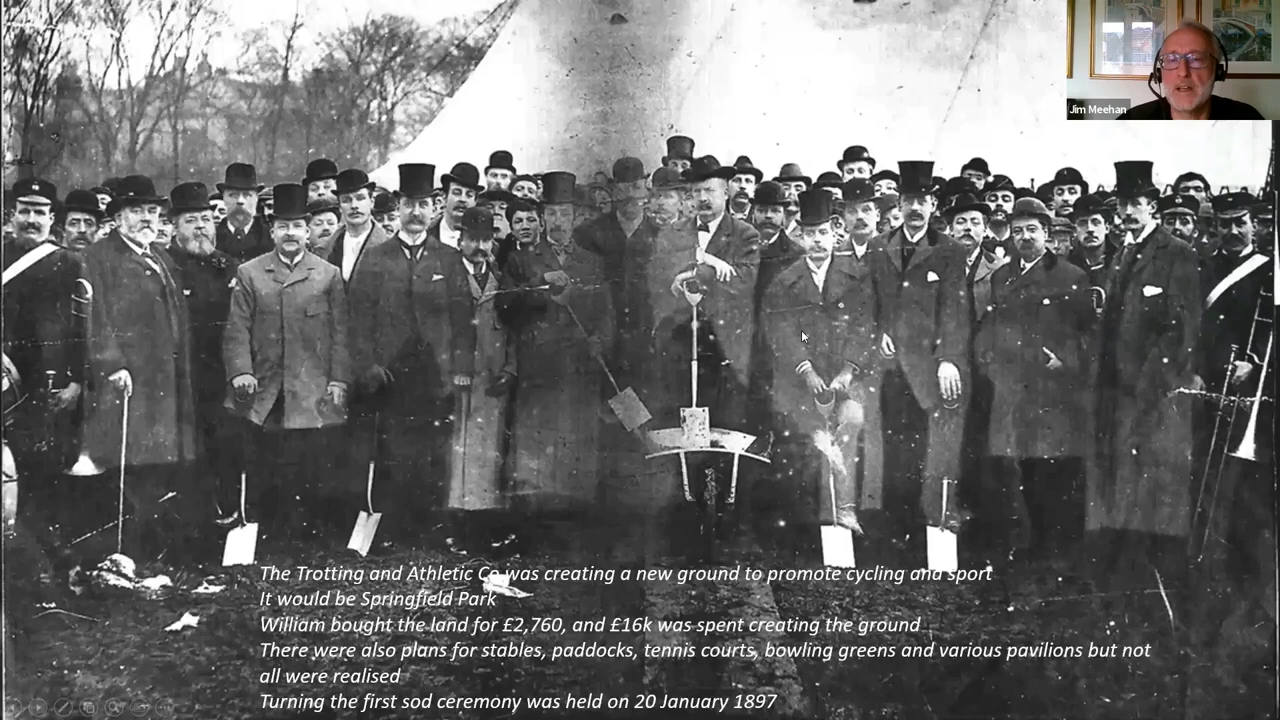 Jim Meehan
The Trotting and Athletic Co was creating a new ground to promote cycling and sport
It would be Springfield Park
William bought the land for £2,760, and £16k was spent creating the ground
There were also plans for stables, paddocks, tennis courts, bowling greens and various pavilions but not
all were realised
Turning the first sod ceremony was held on 20 January 1897